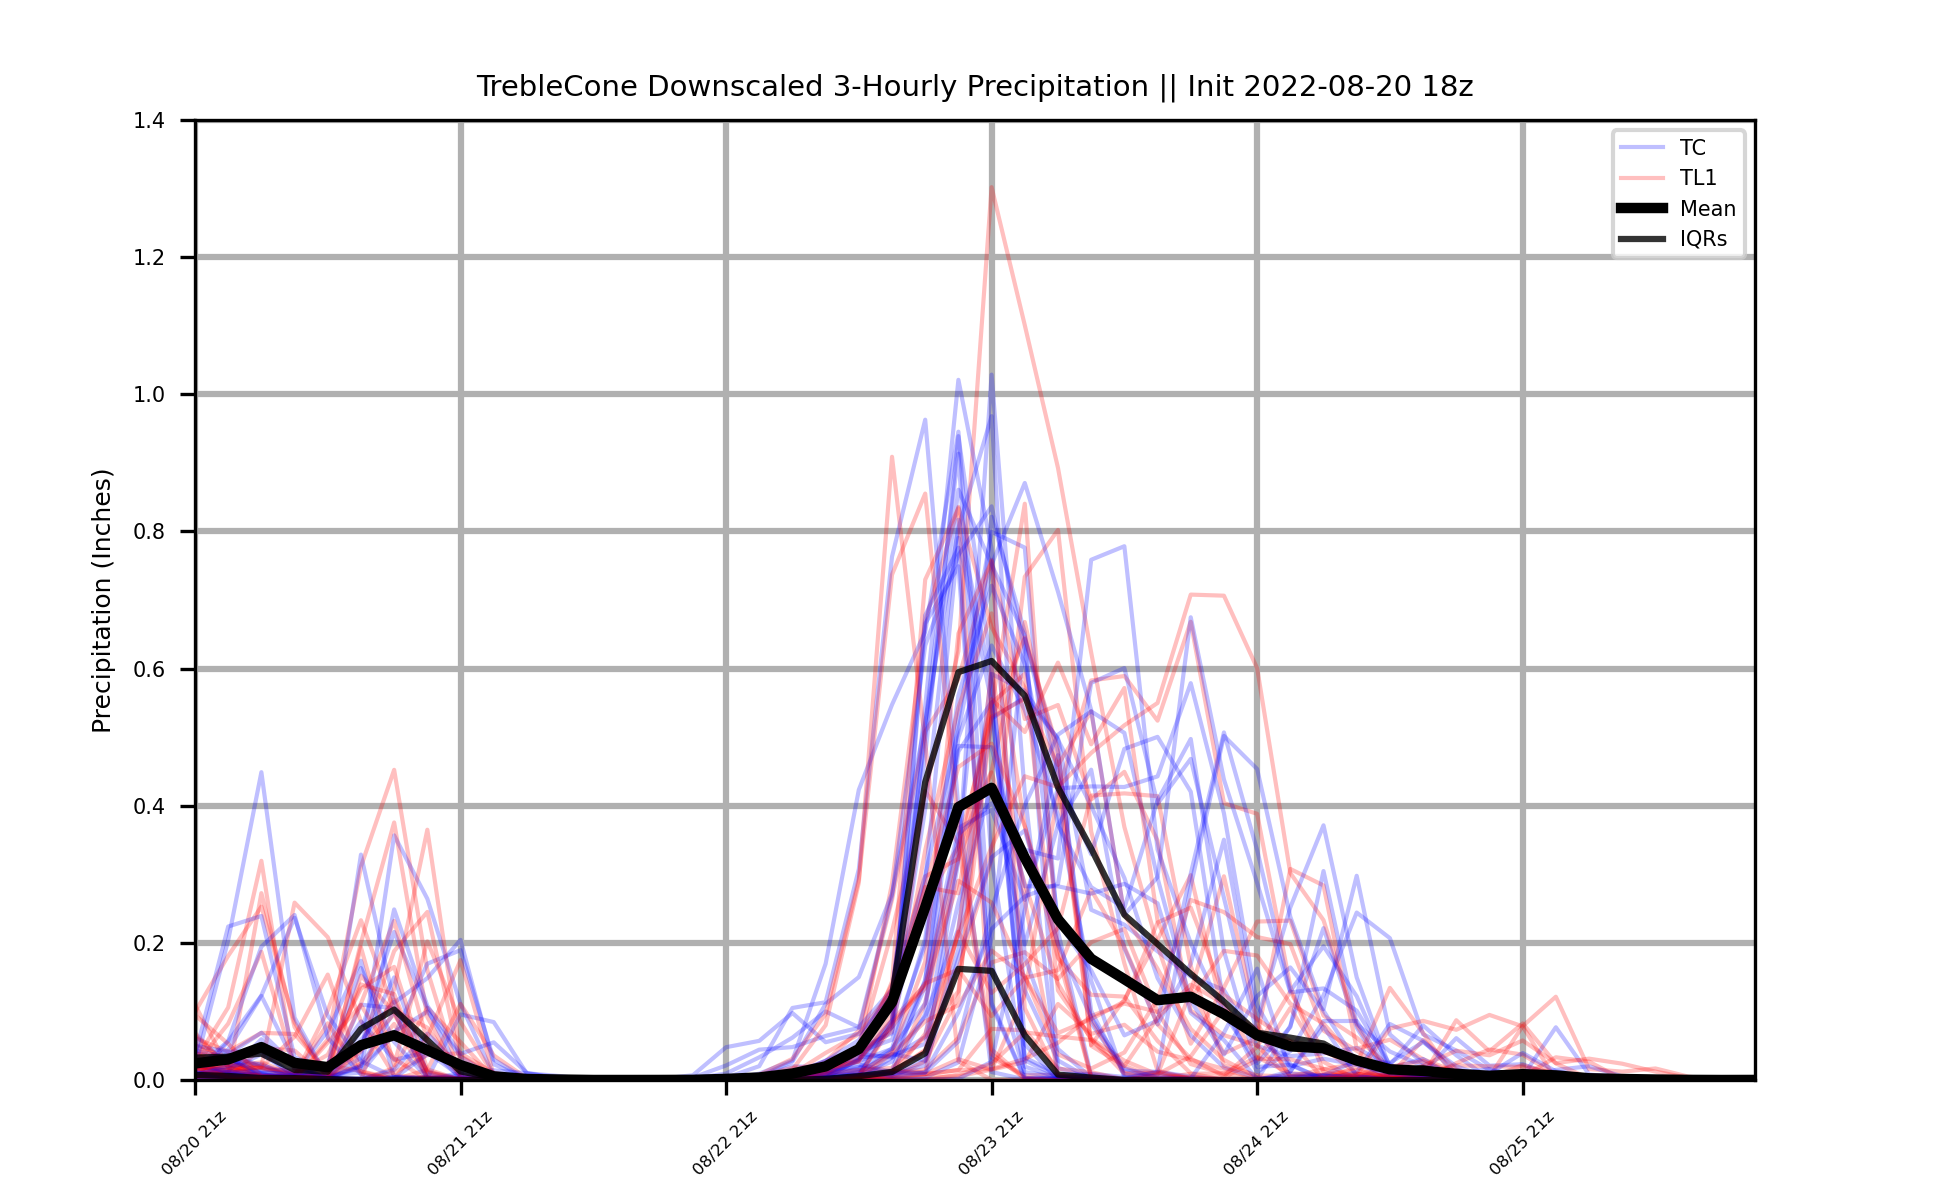 TrebleCone Downscaled 3-Hourly Precipitation || Init 2022-08-20 18z
1.4
1.2
1.0
0.8
0.6
0.4
0.2
0.0
Precipitation (Inches)
TC
TL1
Mean
IQRs
08/20 21z
08/21 21z
08/22 21z
08/23 21z
08/24 21z
08/25 21z